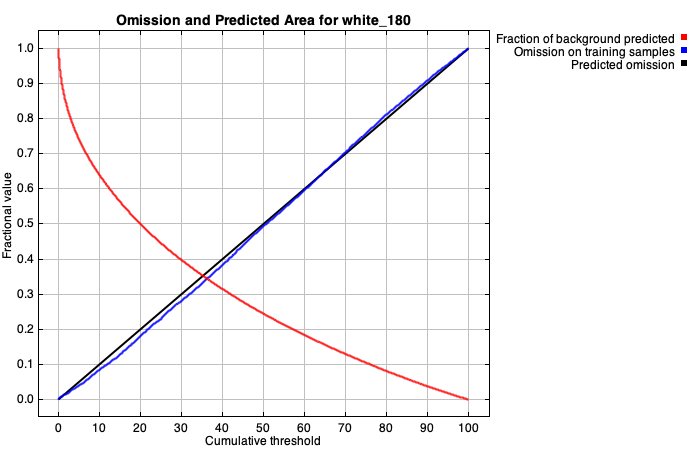 Omission and Predicted Area for white_180
Fraction of background predicted
Omission on training samples
Predicted omission
Fractional value
1.0
0.9
0.8
0.7
0.6
0.5
0.4
0.3
0.2
0.1
0.0
0 10 20 30 40 50 60 70 80 90 100
Cumulative threshold